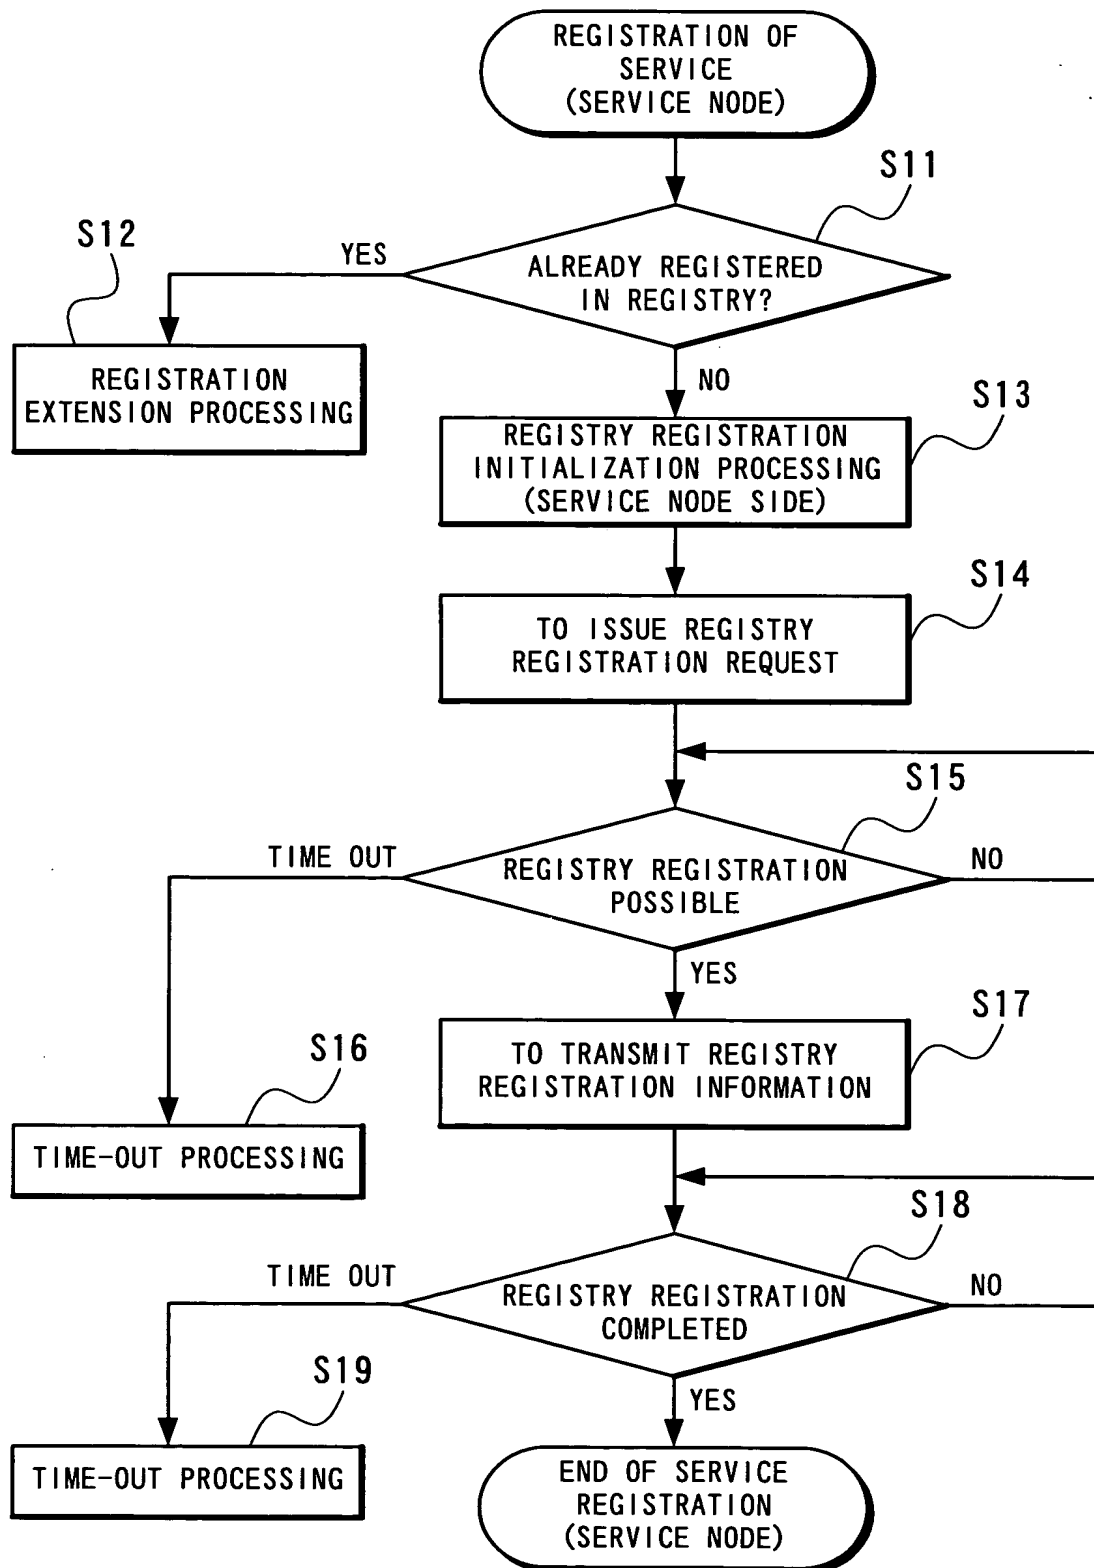 REGISTRATION OF
SERVICE
(SERVICE NODE)
S11
S12
YES
ALREADY REGISTERED
IN REGISTRY?
REGISTRATION
EXTENSION PROCESSING
NO
S13
REGISTRY REGISTRATION
INITIALIZATION PROCESSING
(SERVICE NODE SIDE)
S14
TO ISSUE REGISTRY
REGISTRATION REQUEST
S15
TIME OUT
REGISTRY REGISTRATION
POSSIBLE
NO
YES
S17
S16
TO TRANSMIT REGISTRY
REGISTRATION INFORMATION
TIME-OUT PROCESSING
S18
TIME OUT
REGISTRY REGISTRATION
COMPLETED
NO
S19
YES
TIME-OUT PROCESSING
END OF SERVICE
REGISTRATION
(SERVICE NODE)